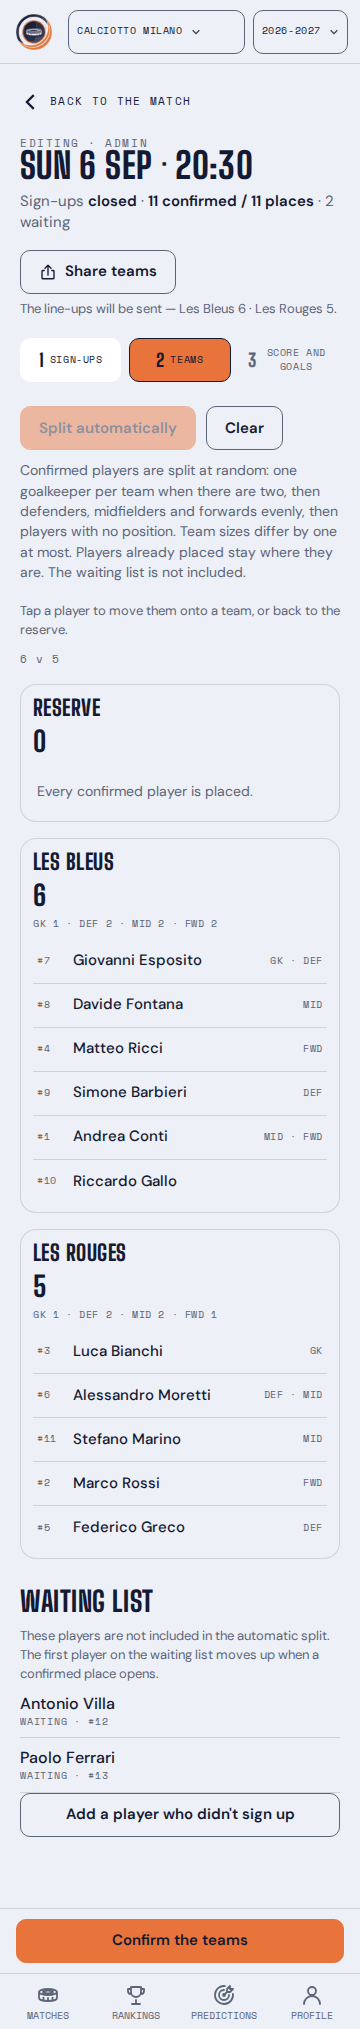 CALCIOTTO MILANO
2026-2027
BACK TO THE MATCH
EDITING · ADMIN
SUN 6 SEP · 20:30
Sign-ups closed · 11 confirmed / 11 places · 2
waiting
Share teams
The line-ups will be sent — Les Bleus 6 · Les Rouges 5.
1 SIGN-UPS
2 TEAMS
3 SCORE AND
GOALS
Split automatically
Clear
Confirmed players are split at random: one
goalkeeper per team when there are two, then
defenders, midfielders and forwards evenly, then
players with no position. Team sizes differ by one
at most. Players already placed stay where they
are. The waiting list is not included.
Tap a player to move them onto a team, or back to the
reserve.
6 v 5
RESERVE
0
Every confirmed player is placed.
LES BLEUS
6
GK 1 · DEF 2 · MID 2 · FWD 2
#7 Giovanni Esposito GK · DEF
#8 Davide Fontana MID
#4 Matteo Ricci FWD
#9 Simone Barbieri DEF
#1 Andrea Conti MID · FWD
#10 Riccardo Gallo
LES ROUGES
5
GK 1 · DEF 2 · MID 2 · FWD 1
#3 Luca Bianchi GK
#6 Alessandro Moretti DEF · MID
#11 Stefano Marino MID
#2 Marco Rossi FWD
#5 Federico Greco DEF
WAITING LIST
These players are not included in the automatic split.
The first player on the waiting list moves up when a
confirmed place opens.
Antonio Villa
WAITING · #12
Paolo Ferrari
WAITING · #13
Add a player who didn't sign up
Confirm the teams
MATCHES
RANKINGS
PREDICTIONS
PROFILE